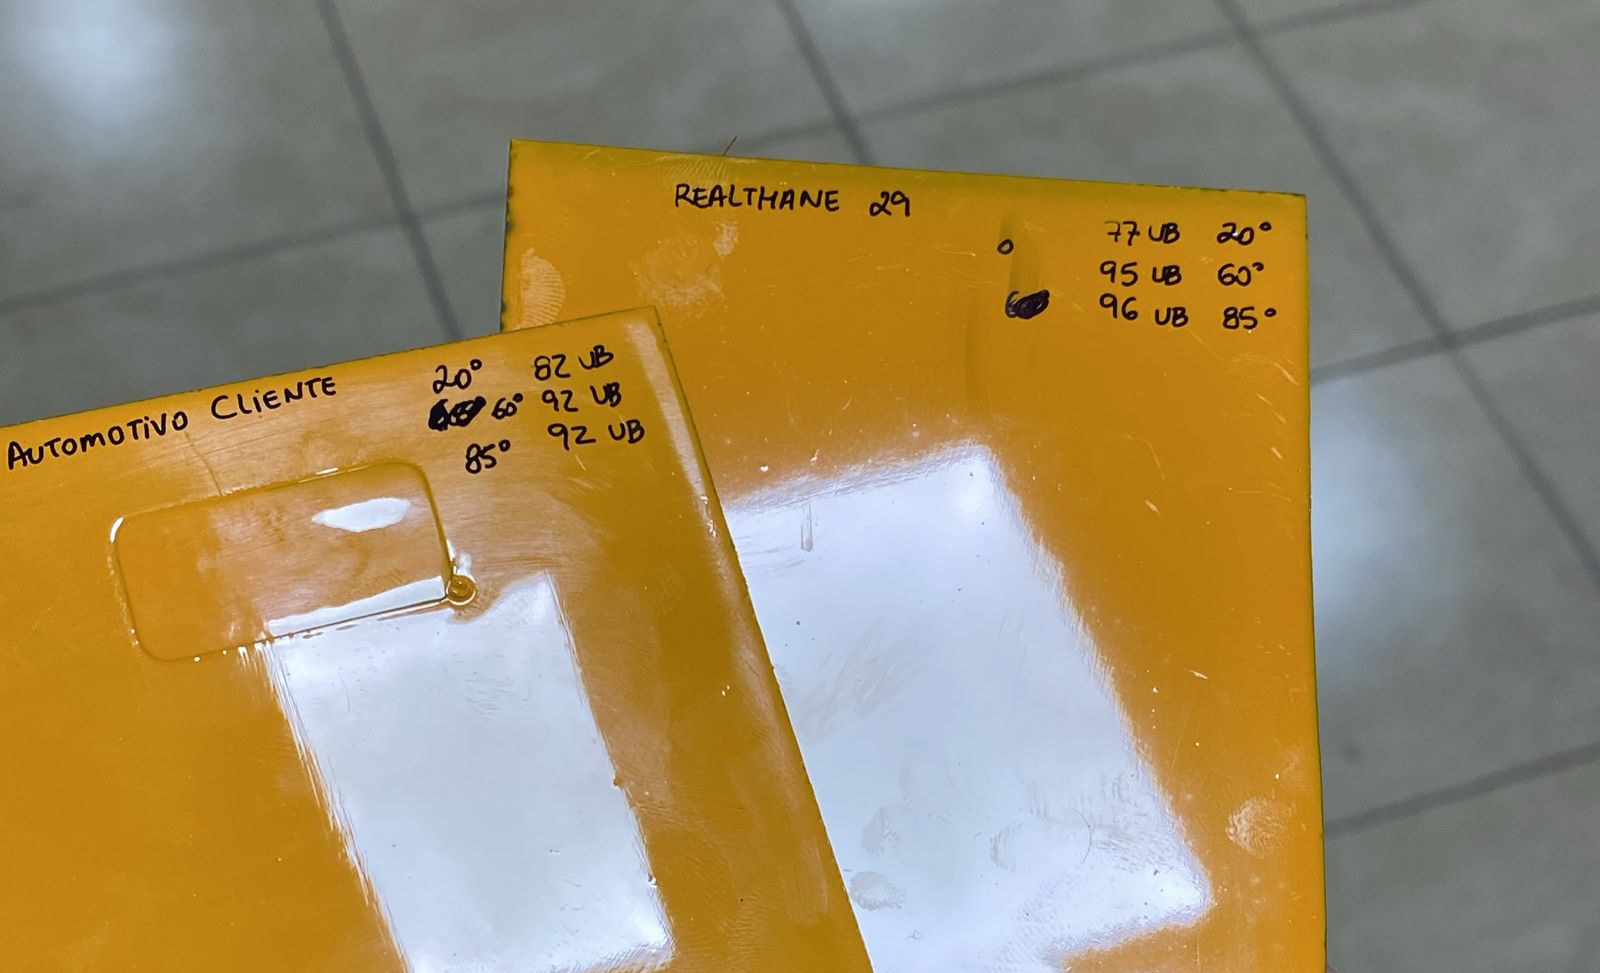 REALTHANE 29
77 UB 20°
95 UB 60°
96 UB 85°
AUTOMOTIVO CLIENTE
20° 82 UB
60° 92 UB
85° 92 UB